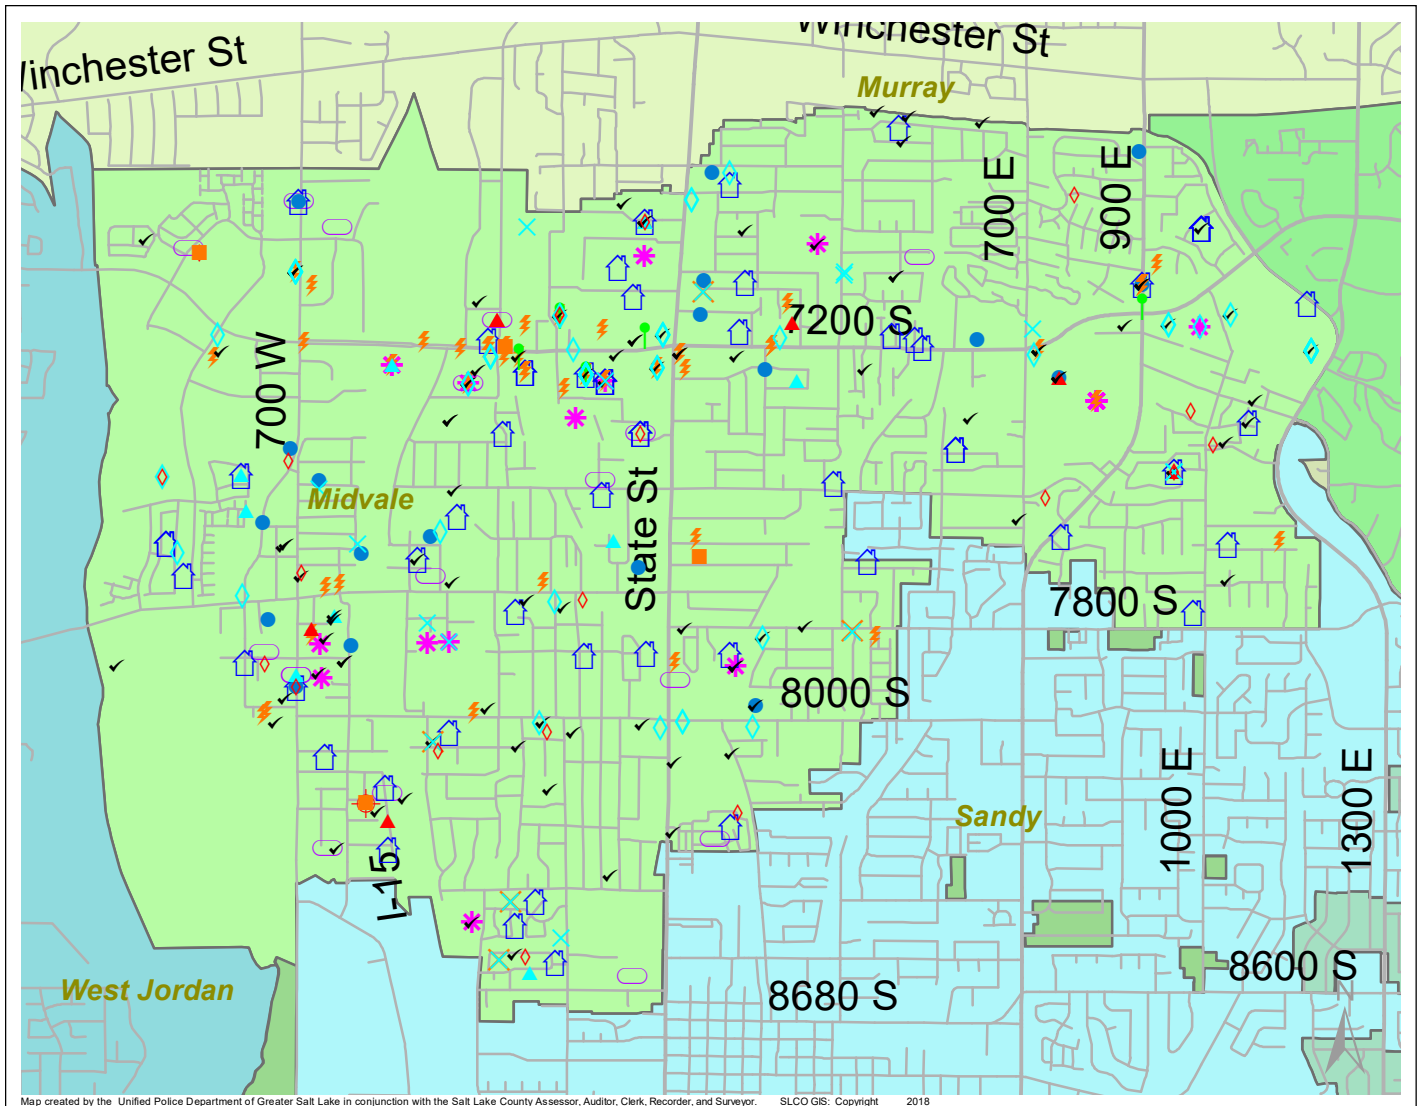 Winchester St
Winchester St
Murray
700 E
900 E
7200 S
700 W
Midvale
State St
7800 S
8000 S
Sandy
1000 E
1300 E
I-15
West Jordan
8600 S
8680 S
Map created by the Unified Police Department of Greater Salt Lake in conjunction with the Salt Lake County Assessor, Auditor, Clerk, Recorder, and Surveyor. SLCO GIS: Copyright 2018